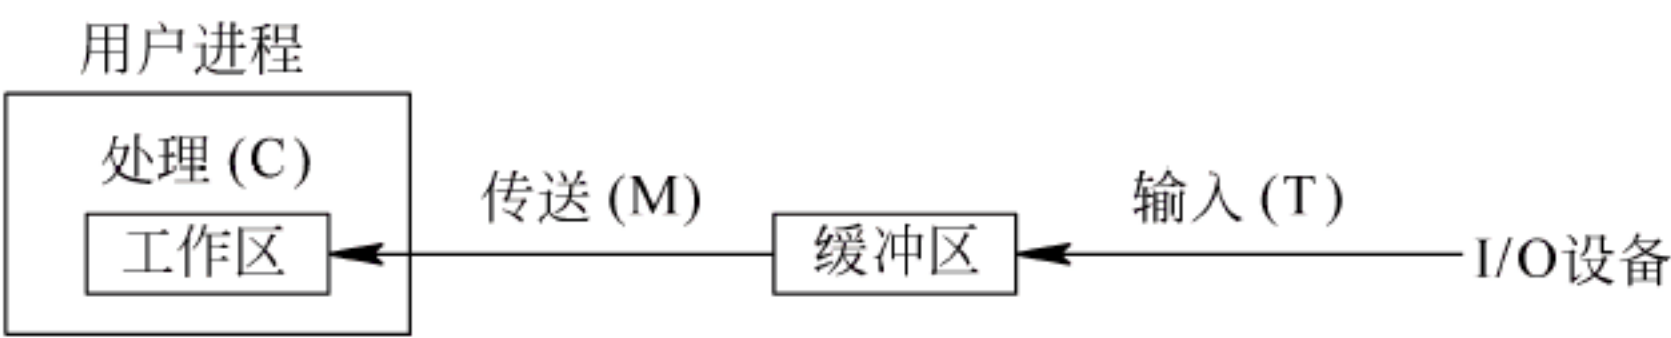 用户进程
处理 (C)
工作区
传送 (M)
缓冲区
输入 (T)
I/O设备